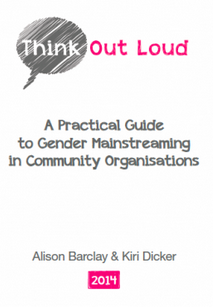 Think Out Loud
A Practical Guide
to Gender Mainstreaming
in Community Organisations
Alison Barclay & Kiri Dicker
2014